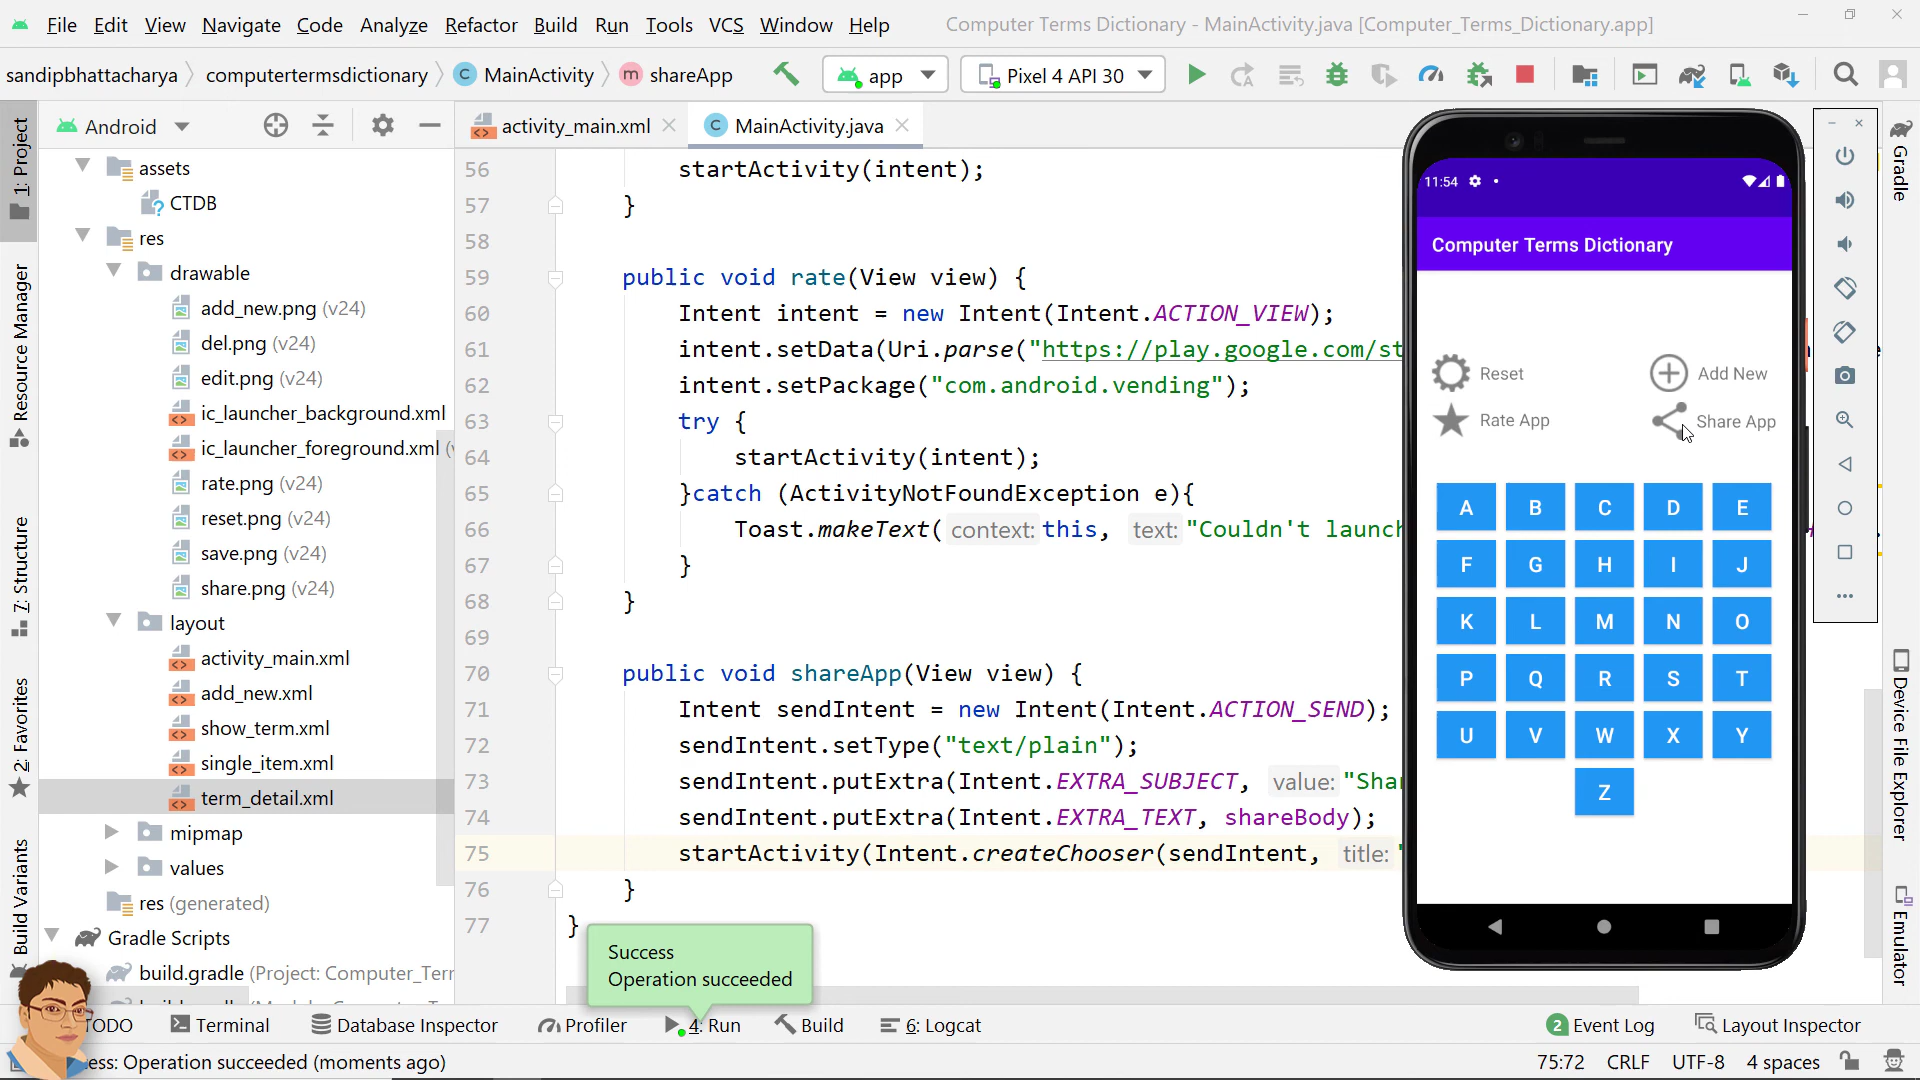 File Edit View Navigate Code Analyze Refactor Build Run Tools VCS Window Help Computer Terms Dictionary - MainActivity.java [Computer_Terms_Dictionary.app]
sandipbhattacharya computertermsdictionary MainActivity shareApp app Pixel 4 API 30
Android
activity_main.xml
MainActivity.java
1: Project
Resource Manager
7: Structure
2: Favorites
Build Variants
assets
CTDB
res
drawable
add_new.png (v24)
del.png (v24)
edit.png (v24)
ic_launcher_background.xml
ic_launcher_foreground.xml
rate.png (v24)
reset.png (v24)
save.png (v24)
share.png (v24)
layout
activity_main.xml
add_new.xml
show_term.xml
single_item.xml
term_detail.xml
mipmap
values
res (generated)
Gradle Scripts
build.gradle (Project: Computer_Terr
56 startActivity(intent);
57 }
58
59 public void rate(View view) {
60 Intent intent = new Intent(Intent.ACTION_VIEW);
61 intent.setData(Uri.parse("https://play.google.com/st
62 intent.setPackage("com.android.vending");
63 try {
64 startActivity(intent);
65 }catch (ActivityNotFoundException e){
66 Toast.makeText( context: this, text: "Couldn't launch
67 }
68 }
69
70 public void shareApp(View view) {
71 Intent sendIntent = new Intent(Intent.ACTION_SEND);
72 sendIntent.setType("text/plain");
73 sendIntent.putExtra(Intent.EXTRA_SUBJECT, value: "Shar
74 sendIntent.putExtra(Intent.EXTRA_TEXT, shareBody);
75 startActivity(Intent.createChooser(sendIntent, title: "
76 }
77 }
Success
Operation succeeded
11:54
Computer Terms Dictionary
Reset Add New
Rate App Share App
A B C D E
F G H I J
K L M N O
P Q R S T
U V W X Y
Z
Gradle
Device File Explorer
Emulator
TODO Terminal Database Inspector Profiler 4: Run Build 6: Logcat 2 Event Log Layout Inspector
ess: Operation succeeded (moments ago) 75:72 CRLF UTF-8 4 spaces